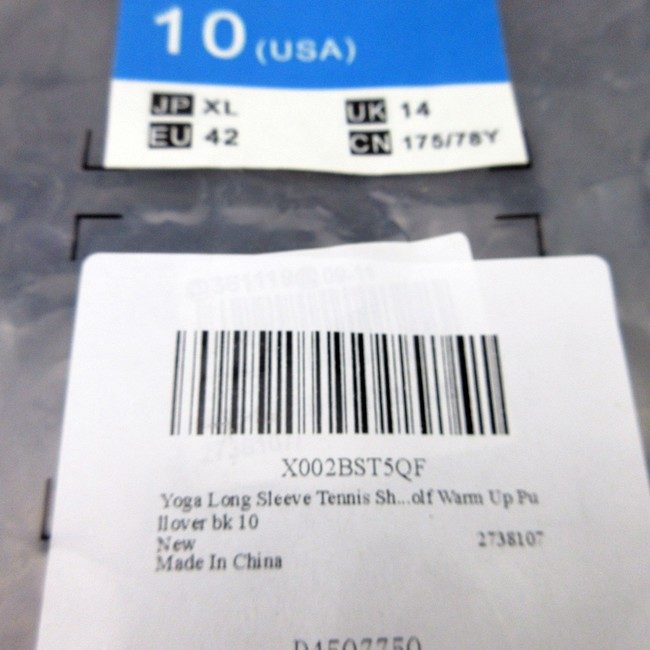 10 (USA)
JP XL UK 14
EU 42 CN 175/78Y
X002BST5QF
Yoga Long Sleeve Tennis Sh...olf Warm Up Pu
llover bk 10
New 2738107
Made In China